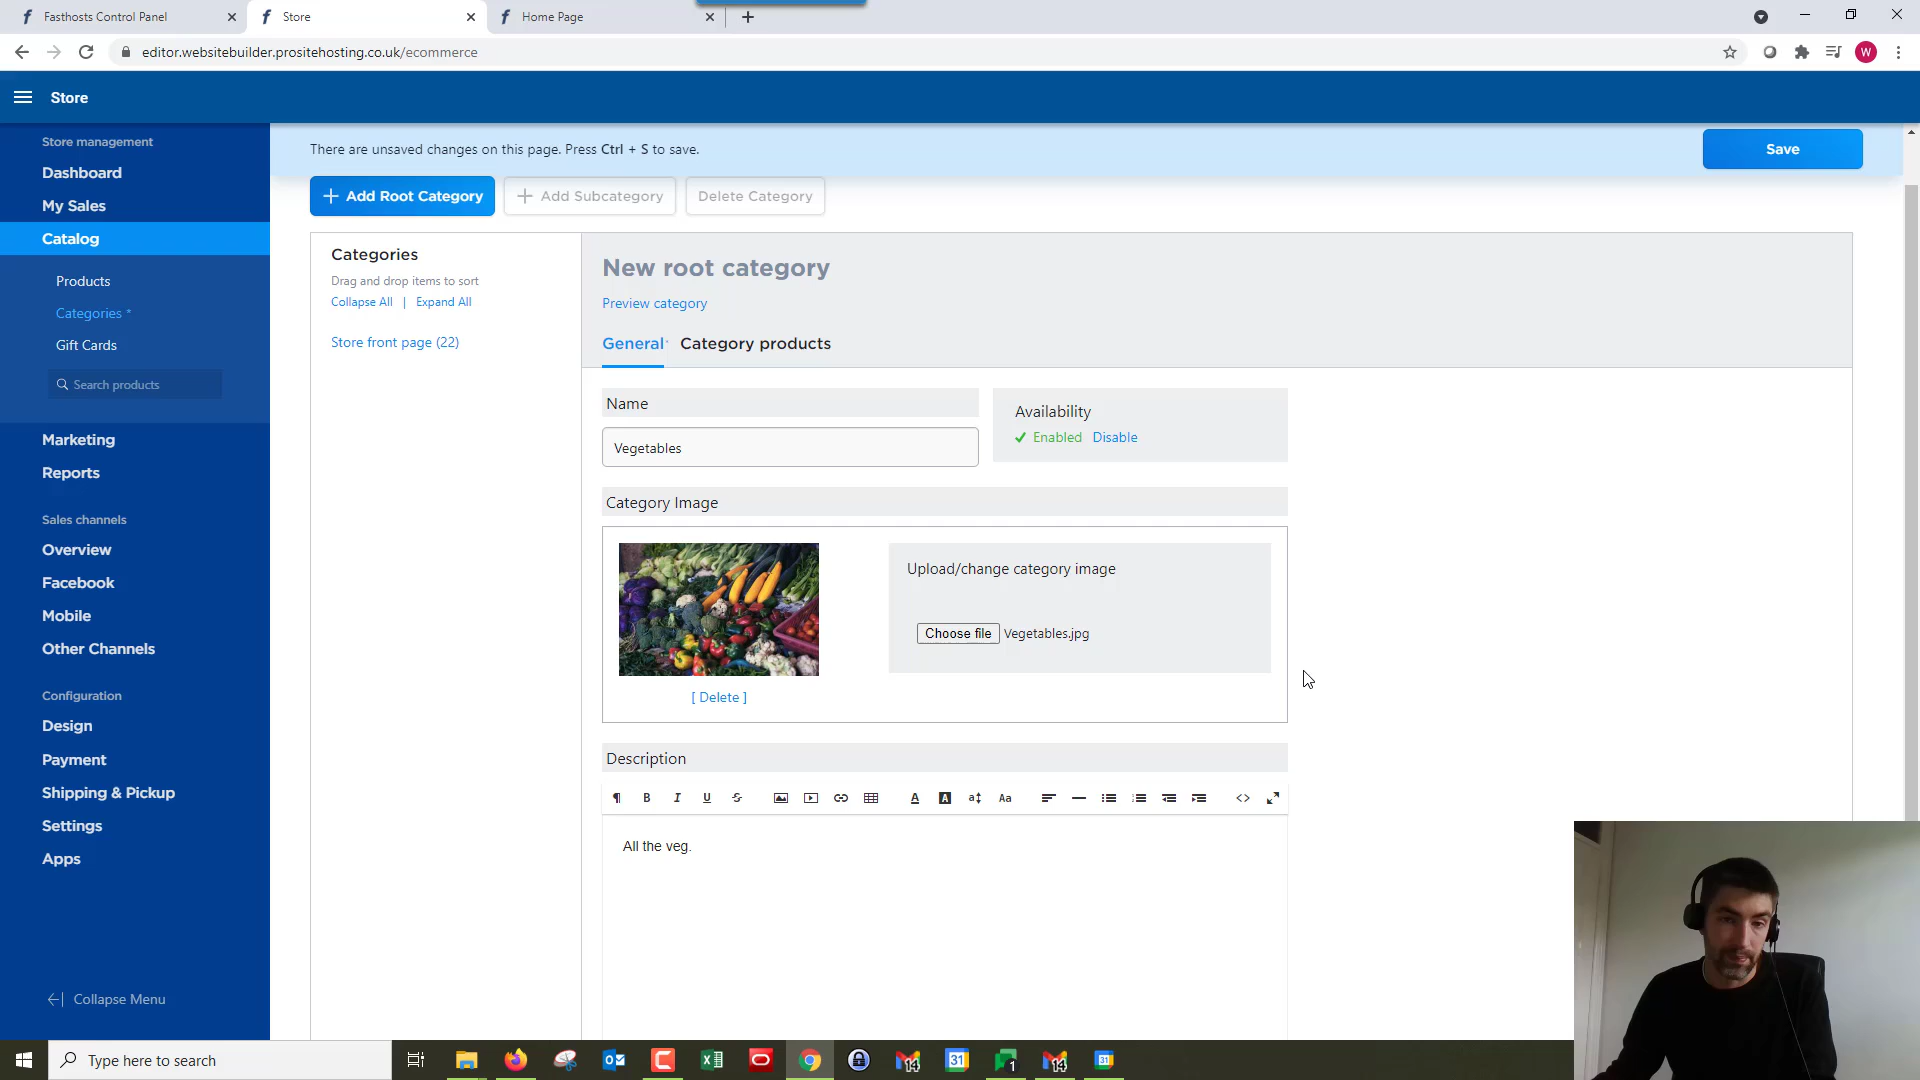 Fasthosts Control Panel
Store
Home Page
editor.websitebuilder.prositehosting.co.uk/ecommerce
W
Store
Store management
Dashboard
My Sales
Catalog
Products
Categories *
Gift Cards
Search products
Marketing
Reports
Sales channels
Overview
Facebook
Mobile
Other Channels
Configuration
Design
Payment
Shipping & Pickup
Settings
Apps
Collapse Menu
There are unsaved changes on this page. Press Ctrl + S to save.
Save
Add Root Category
Add Subcategory
Delete Category
Categories
Drag and drop items to sort
Collapse All | Expand All
Store front page (22)
New root category
Preview category
General*
Category products
Name
Vegetables
Availability
Enabled Disable
Category Image
Upload/change category image
Choose file Vegetables.jpg
[ Delete ]
Description
All the veg.
Type here to search
14
31
1
14
31